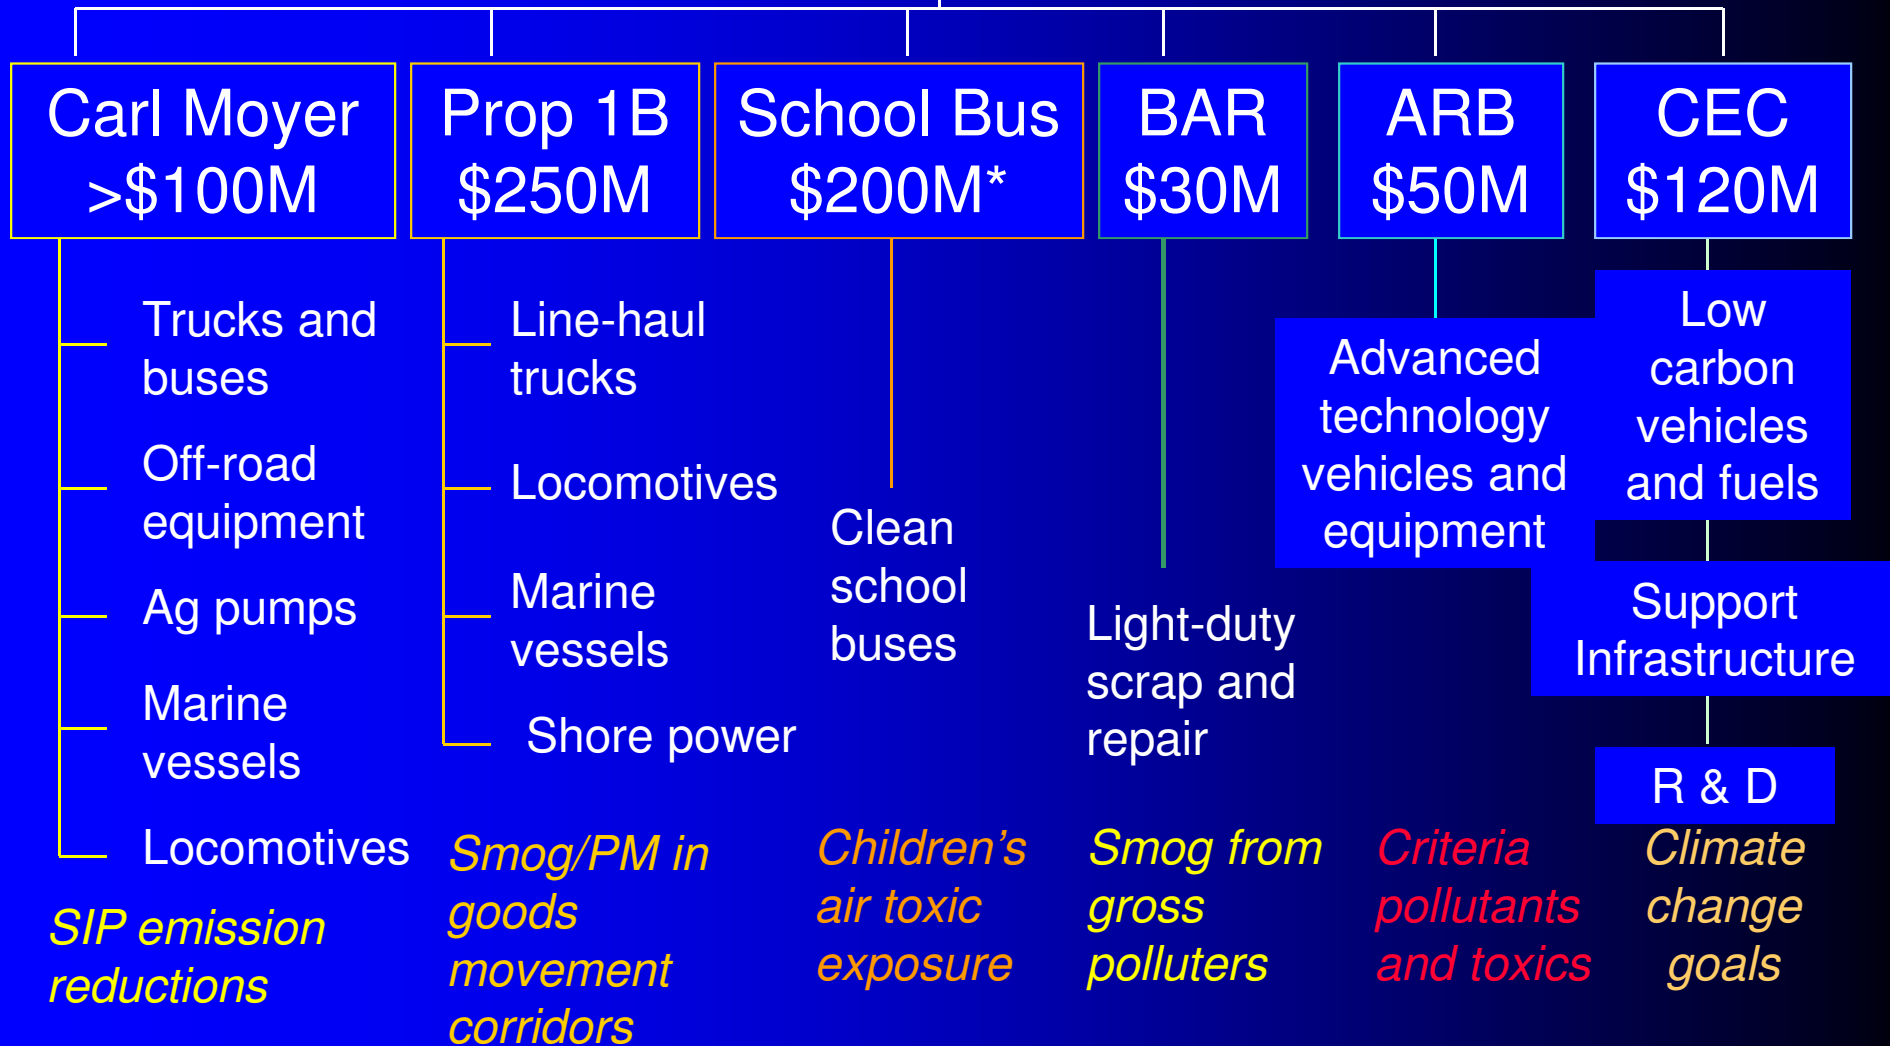 Carl Moyer
>$100M
Prop 1B
$250M
School Bus
$200M*
BAR
$30M
ARB
$50M
CEC
$120M
Trucks and
buses
Off-road
equipment
Ag pumps
Marine
vessels
Locomotives
SIP emission
reductions
Line-haul
trucks
Locomotives
Marine
vessels
Shore power
Smog/PM in
goods
movement
corridors
Clean
school
buses
Children's
air toxic
exposure
Light-duty
scrap and
repair
Smog from
gross
polluters
Advanced
technology
vehicles and
equipment
Criteria
pollutants
and toxics
Low
carbon
vehicles
and fuels
Support
Infrastructure
R & D
Climate
change
goals